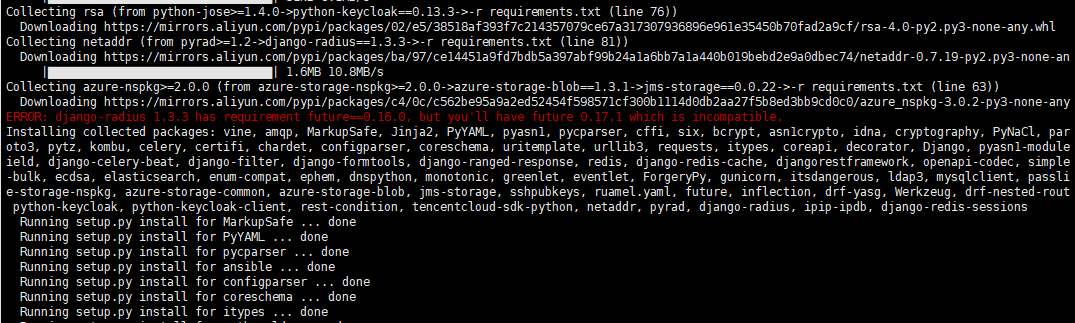 Collecting rsa (from python-jose>=1.4.0->python-keycloak==0.13.3->-r requirements.txt (line 76))
Downloading https://mirrors.aliyun.com/pypi/packages/02/e5/38518af393f7c214357079ce67a317307936896e961e35450b70fad2a9cf/rsa-4.0-py2.py3-none-any.whl
Collecting netaddr (from pyrad>=1.2->django-radius==1.3.3->-r requirements.txt (line 81))
Downloading https://mirrors.aliyun.com/pypi/packages/ba/97/ce14451a9fd7bdb5a397abf99b24a1a6bb7a1a440b019bebd2e9a0dbec74/netaddr-0.7.19-py2.py3-none-an
| | 1.6MB 10.8MB/s
Collecting azure-nspkg>=2.0.0 (from azure-storage-nspkg>=2.0.0->azure-storage-blob==1.3.1->jms-storage==0.0.22->-r requirements.txt (line 63))
Downloading https://mirrors.aliyun.com/pypi/packages/c4/0c/c562be95a9a2ed52454f598571cf300b1114d0db2aa27f5b8ed3bb9cd0c0/azure_nspkg-3.0.2-py3-none-any
ERROR: django-radius 1.3.3 has requirement future==0.16.0, but you'll have future 0.17.1 which is incompatible.
Installing collected packages: vine, amqp, MarkupSafe, Jinja2, PyYAML, pyasn1, pycparser, cffi, six, bcrypt, asn1crypto, idna, cryptography, PyNaCl, par
oto3, pytz, kombu, celery, certifi, chardet, configparser, coreschema, uritemplate, urllib3, requests, itypes, coreapi, decorator, Django, pyasn1-module
ield, django-celery-beat, django-filter, django-formtools, django-ranged-response, redis, django-redis-cache, djangorestframework, openapi-codec, simple
-bulk, ecdsa, elasticsearch, enum-compat, ephem, dnspython, monotonic, greenlet, eventlet, ForgeryPy, gunicorn, itsdangerous, ldap3, mysqlclient, passli
e-storage-nspkg, azure-storage-common, azure-storage-blob, jms-storage, sshpubkeys, ruamel.yaml, future, inflection, drf-yasg, Werkzeug, drf-nested-rout
python-keycloak, python-keycloak-client, rest-condition, tencentcloud-sdk-python, netaddr, pyrad, django-radius, ipip-ipdb, django-redis-sessions
Running setup.py install for MarkupSafe ... done
Running setup.py install for PyYAML ... done
Running setup.py install for pycparser ... done
Running setup.py install for ansible ... done
Running setup.py install for configparser ... done
Running setup.py install for coreschema ... done
Running setup.py install for itypes ... done